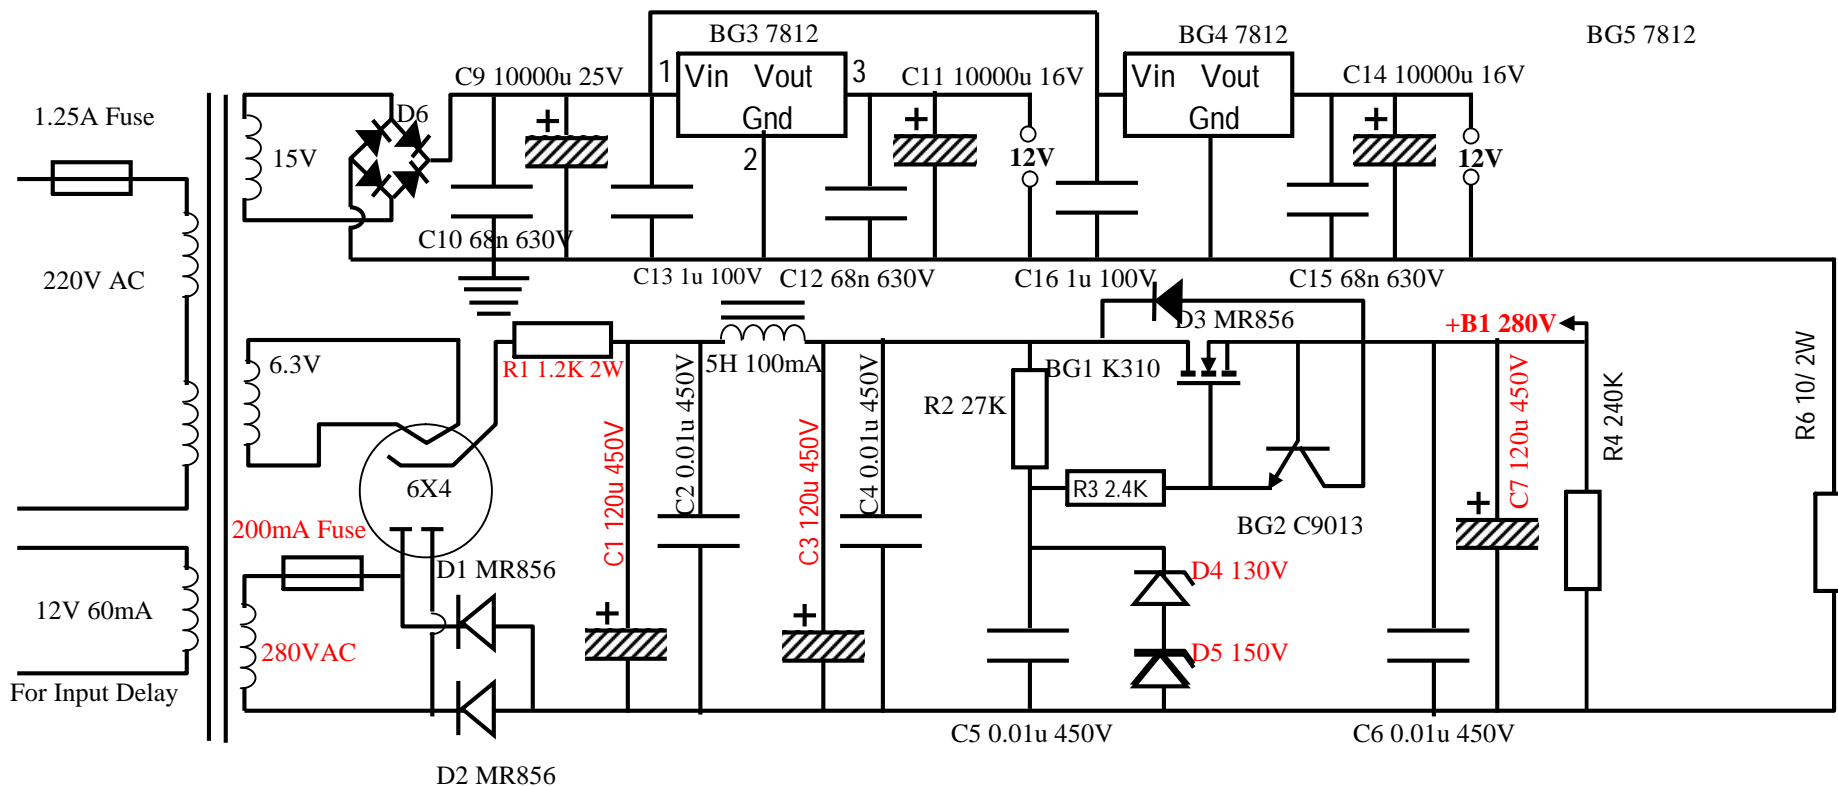 BG3 7812
BG4 7812
BG5 7812
C9 10000u 25V
1
Vin Vout
3
C11 10000u 16V
Vin Vout
C14 10000u 16V
1.25A Fuse
D6
+
Gnd
+
Gnd
+
15V
2
12V
12V
C10 68n 630V
220V AC
C13 1u 100V
C12 68n 630V
C16 1u 100V
C15 68n 630V
D3 MR856
+B1 280V
6.3V
R1 1.2K 2W
5H 100mA
BG1 K310
R2 27K
C1 120u 450V
C2 0.01u 450V
C3 120u 450V
C4 0.01u 450V
C7 120u 450V
R4 240K
R6 10/ 2W
6X4
R3 2.4K
200mA Fuse
BG2 C9013
+
D1 MR856
D4 130V
12V 60mA
+
+
280VAC
D5 150V
For Input Delay
C5 0.01u 450V
C6 0.01u 450V
D2 MR856